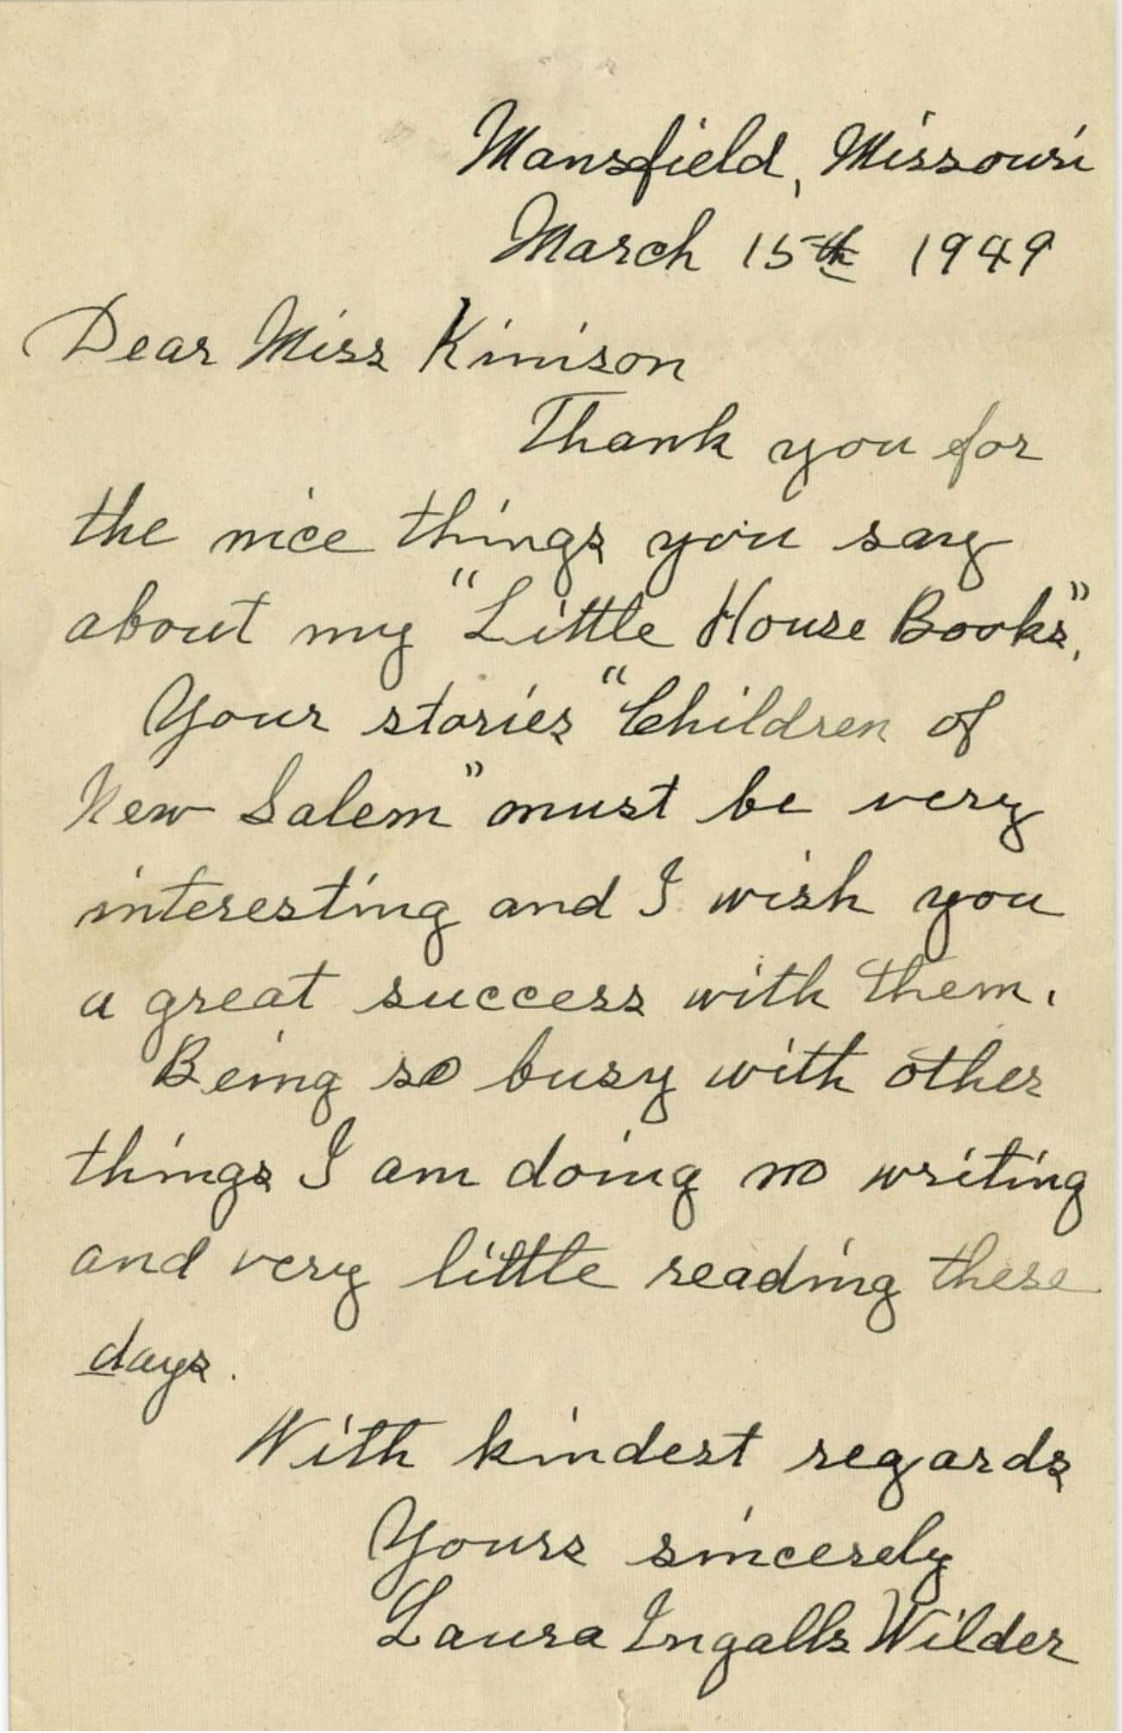 Mansfield, Missouri
March 15th 1949
Dear Miss Kinison
Thank you for
the nice things you say
about my "Little House Books",
Your stories "Children of
New Salem" must be very
interesting and I wish you
a great success with them.
Being so busy with other
things I am doing no writing
and very little reading these
days.
With kindest regards
Yours sincerely
Laura Ingalls Wilder